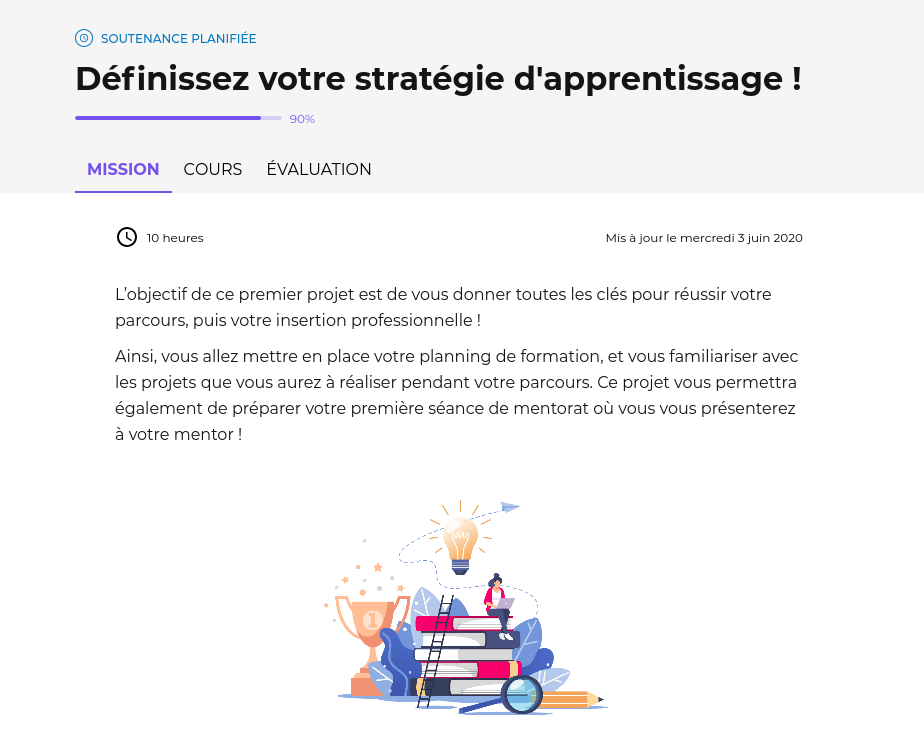 SOUTENANCE PLANIFIÉE
Définissez votre stratégie d'apprentissage !
90%
MISSION COURS ÉVALUATION
10 heures Mis à jour le mercredi 3 juin 2020
L’objectif de ce premier projet est de vous donner toutes les clés pour réussir votre
parcours, puis votre insertion professionnelle !
Ainsi, vous allez mettre en place votre planning de formation, et vous familiariser avec
les projets que vous aurez à réaliser pendant votre parcours. Ce projet vous permettra
également de préparer votre première séance de mentorat où vous vous présenterez
à votre mentor !
1